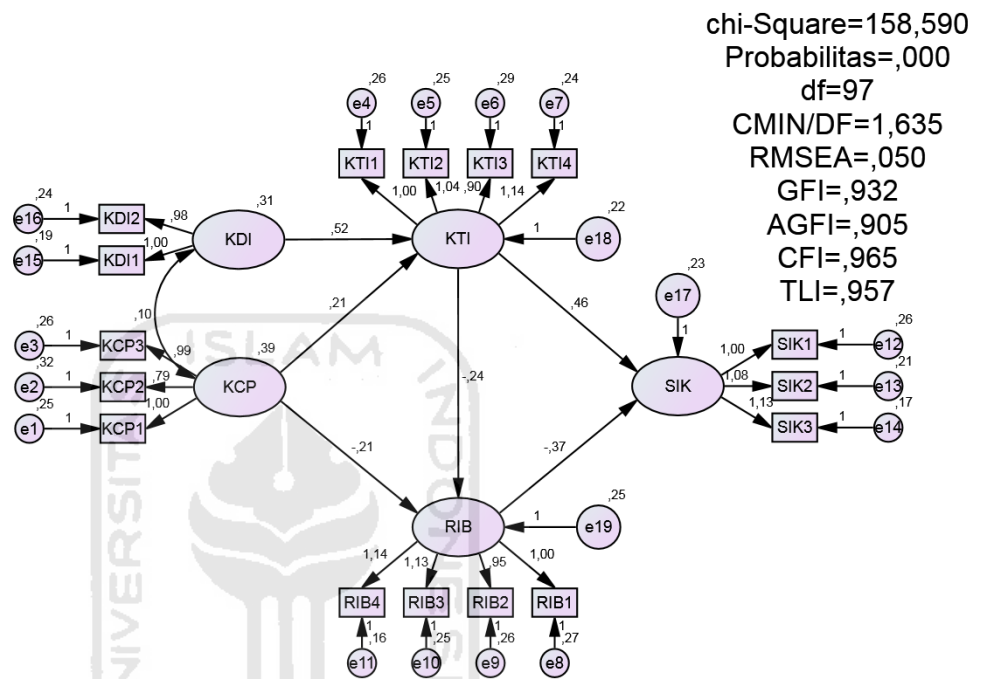 chi-Square=158,590
Probabilitas=,000
df=97
CMIN/DF=1,635
RMSEA=,050
GFI=,932
AGFI=,905
CFI=,965
TLI=,957
,26 ,25 ,29 ,24
e4 e5 e6 e7
1 1 1 1
KTI1 KTI2 KTI3 KTI4
1,00 1,04 ,90 1,14
,24 ,31 ,22
e16 1 KDI2 ,98 KDI ,52 KTI 1 e18
,19
e15 1 KDI1 1,00
,23
e17
1
,10 ,21 ,46
,26
e3 1 KCP3 ,99
,32 ,39
e2 1 KCP2 ,79 KCP
,25
e1 1 KCP1 1,00
-,24
SIK
1,00 SIK1 1 e12 ,26
1,08 SIK2 1 e13 ,21
1,13 SIK3 1 e14 ,17
-,21 -,37
,25
RIB 1 e19
1,14 1,13 ,95 1,00
RIB4 RIB3 RIB2 RIB1
1 1 1 1
,16 ,25 ,26 ,27
e11 e10 e9 e8
UNIVERSITAS
ISLAM
INDONESI